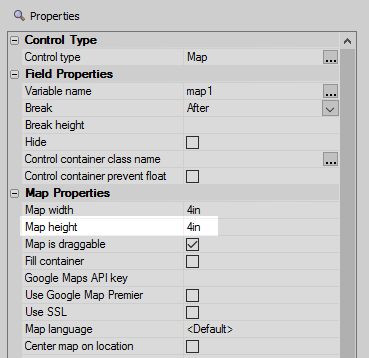 Properties
Control Type
Control type Map ...
Field Properties
Variable name map1 ...
Break After
Break height
Hide
Control container class name ...
Control container prevent float
Map Properties
Map width 4in
Map height 4in
Map is draggable
Fill container
Google Maps API key
Use Google Map Premier
Use SSL
Map language <Default>
Center map on location